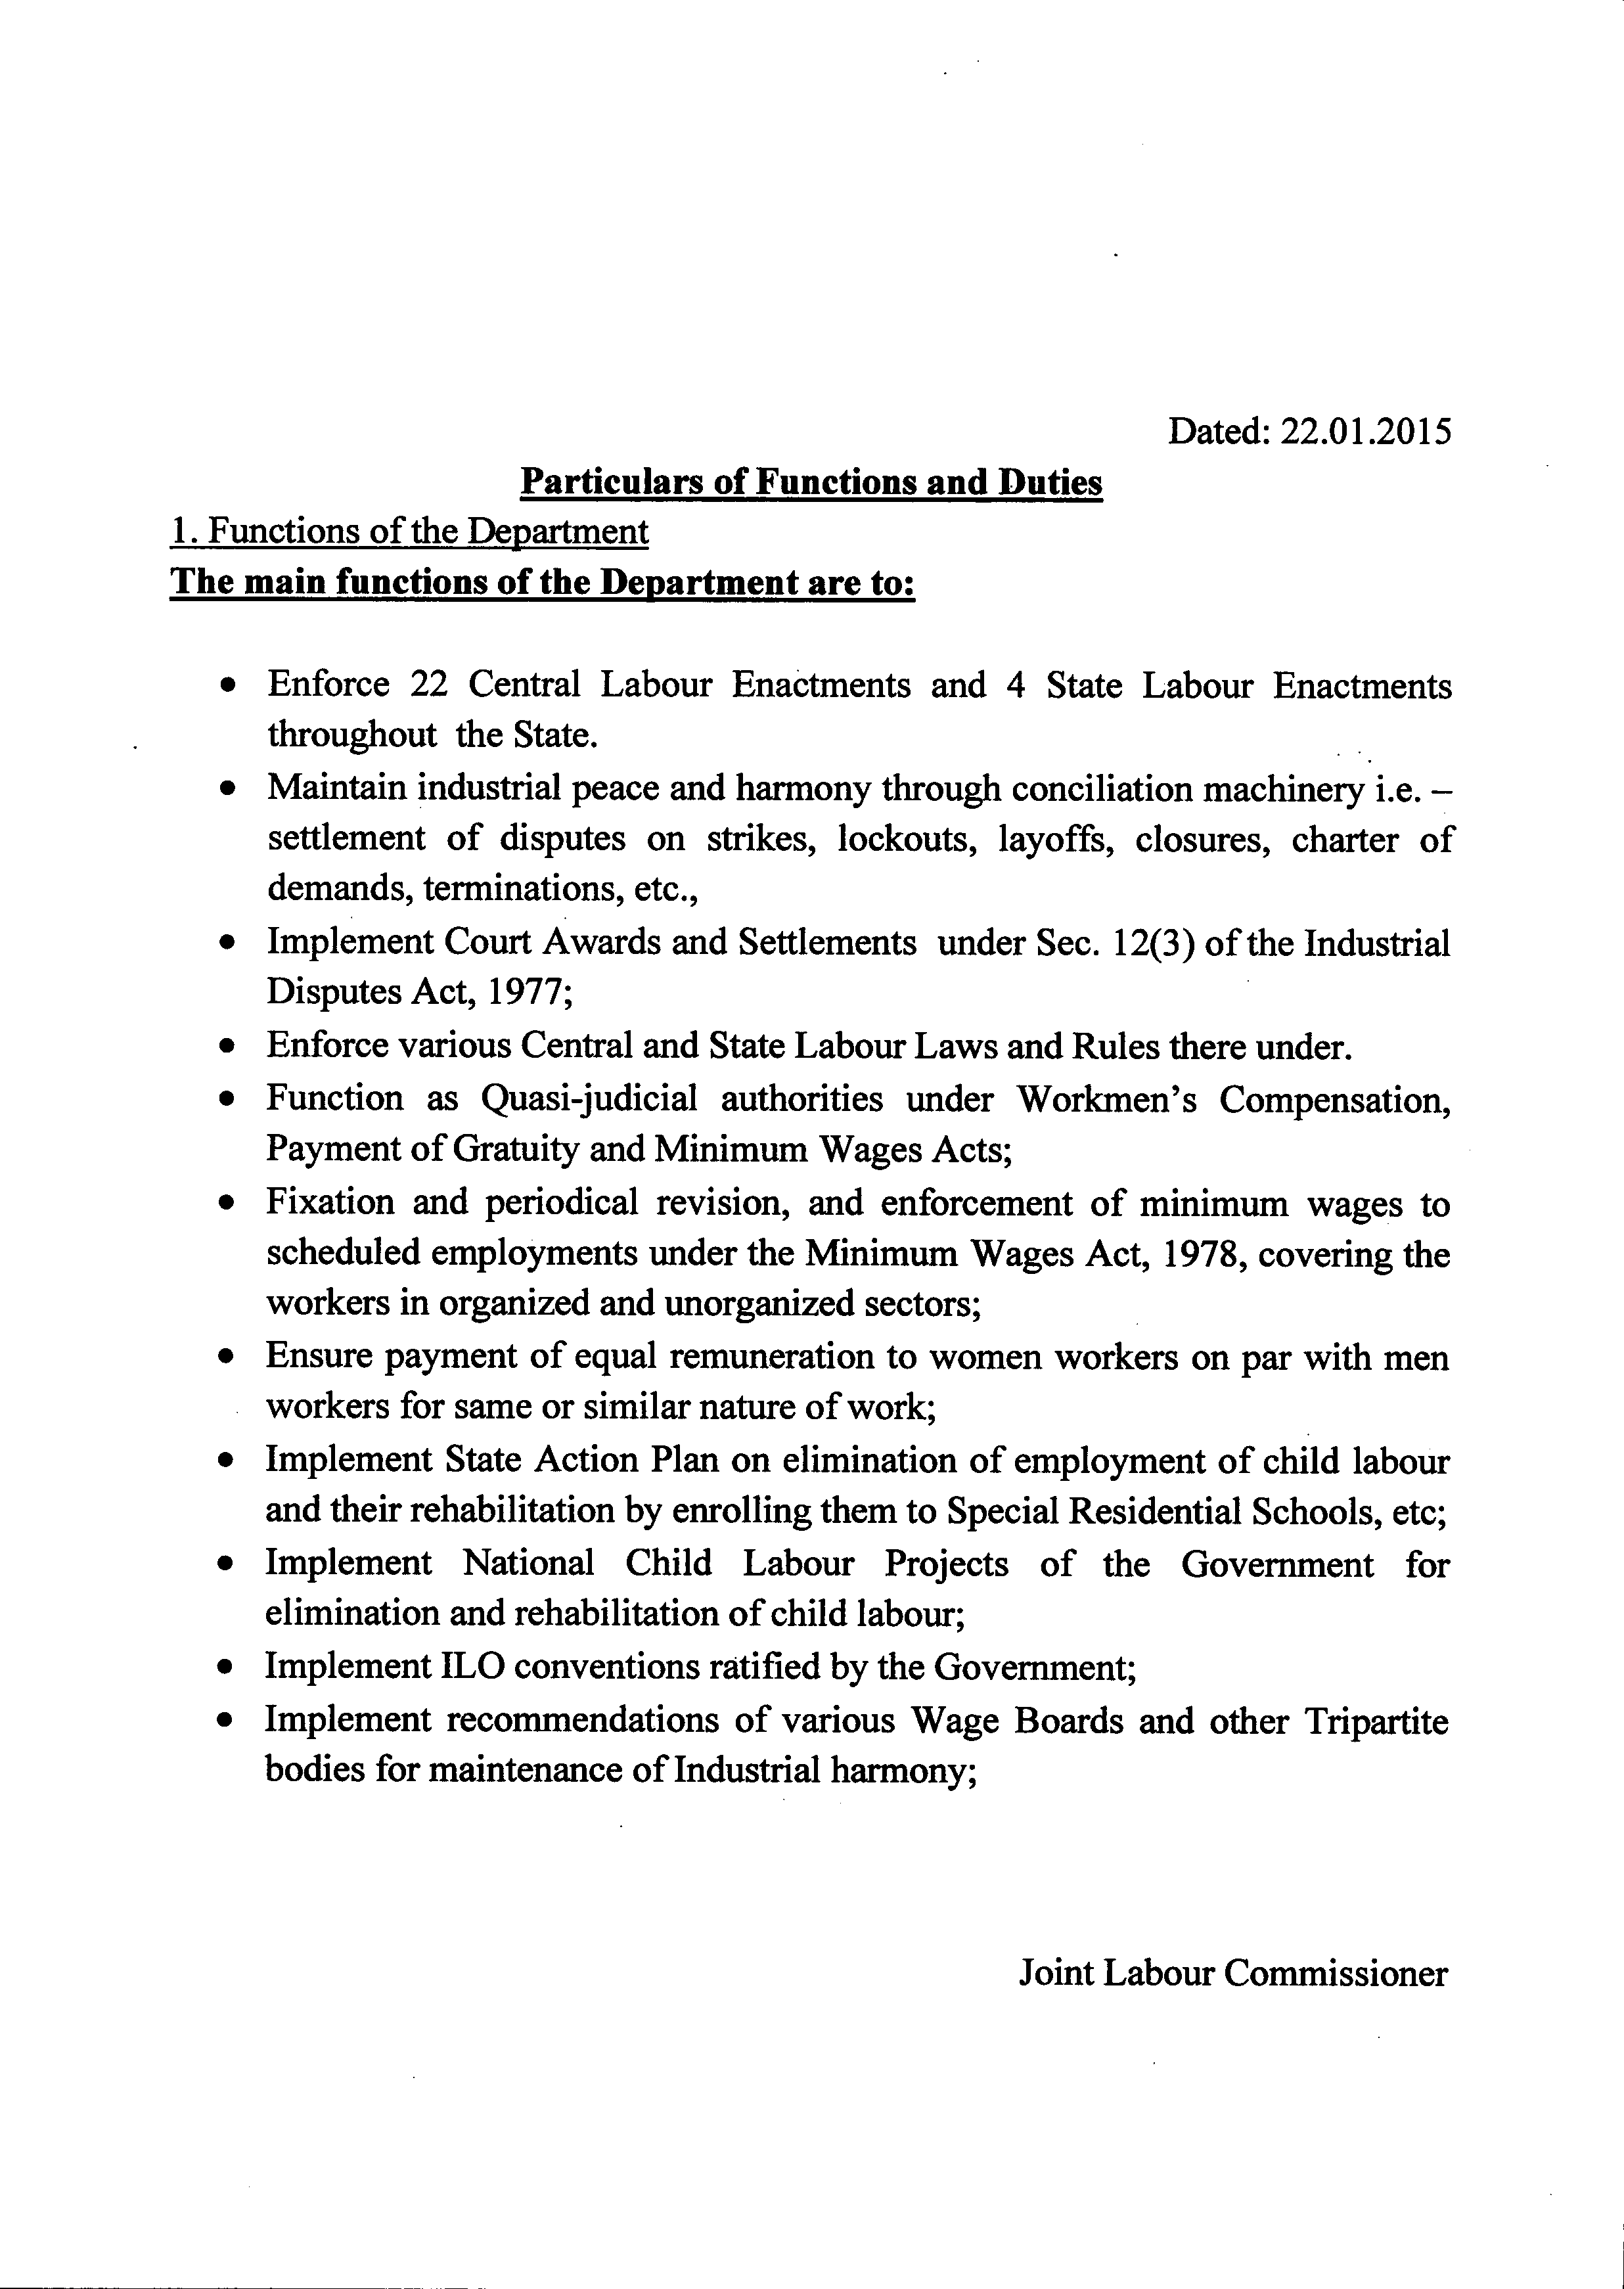 Dated: 22.01.2015
Particulars of Functions and Duties
1. Functions of the Department
The main functions of the Department are to:
• Enforce 22 Central Labour Enactments and 4 State Labour Enactments
throughout the State.
• Maintain industrial peace and harmony through conciliation machinery i.e. –
settlement of disputes on strikes, lockouts, layoffs, closures, charter of
demands, terminations, etc.,
• Implement Court Awards and Settlements under Sec. 12(3) of the Industrial
Disputes Act, 1977;
• Enforce various Central and State Labour Laws and Rules there under.
• Function as Quasi-judicial authorities under Workmen’s Compensation,
Payment of Gratuity and Minimum Wages Acts;
• Fixation and periodical revision, and enforcement of minimum wages to
scheduled employments under the Minimum Wages Act, 1978, covering the
workers in organized and unorganized sectors;
• Ensure payment of equal remuneration to women workers on par with men
workers for same or similar nature of work;
• Implement State Action Plan on elimination of employment of child labour
and their rehabilitation by enrolling them to Special Residential Schools, etc;
• Implement National Child Labour Projects of the Government for
elimination and rehabilitation of child labour;
• Implement ILO conventions ratified by the Government;
• Implement recommendations of various Wage Boards and other Tripartite
bodies for maintenance of Industrial harmony;
Joint Labour Commissioner